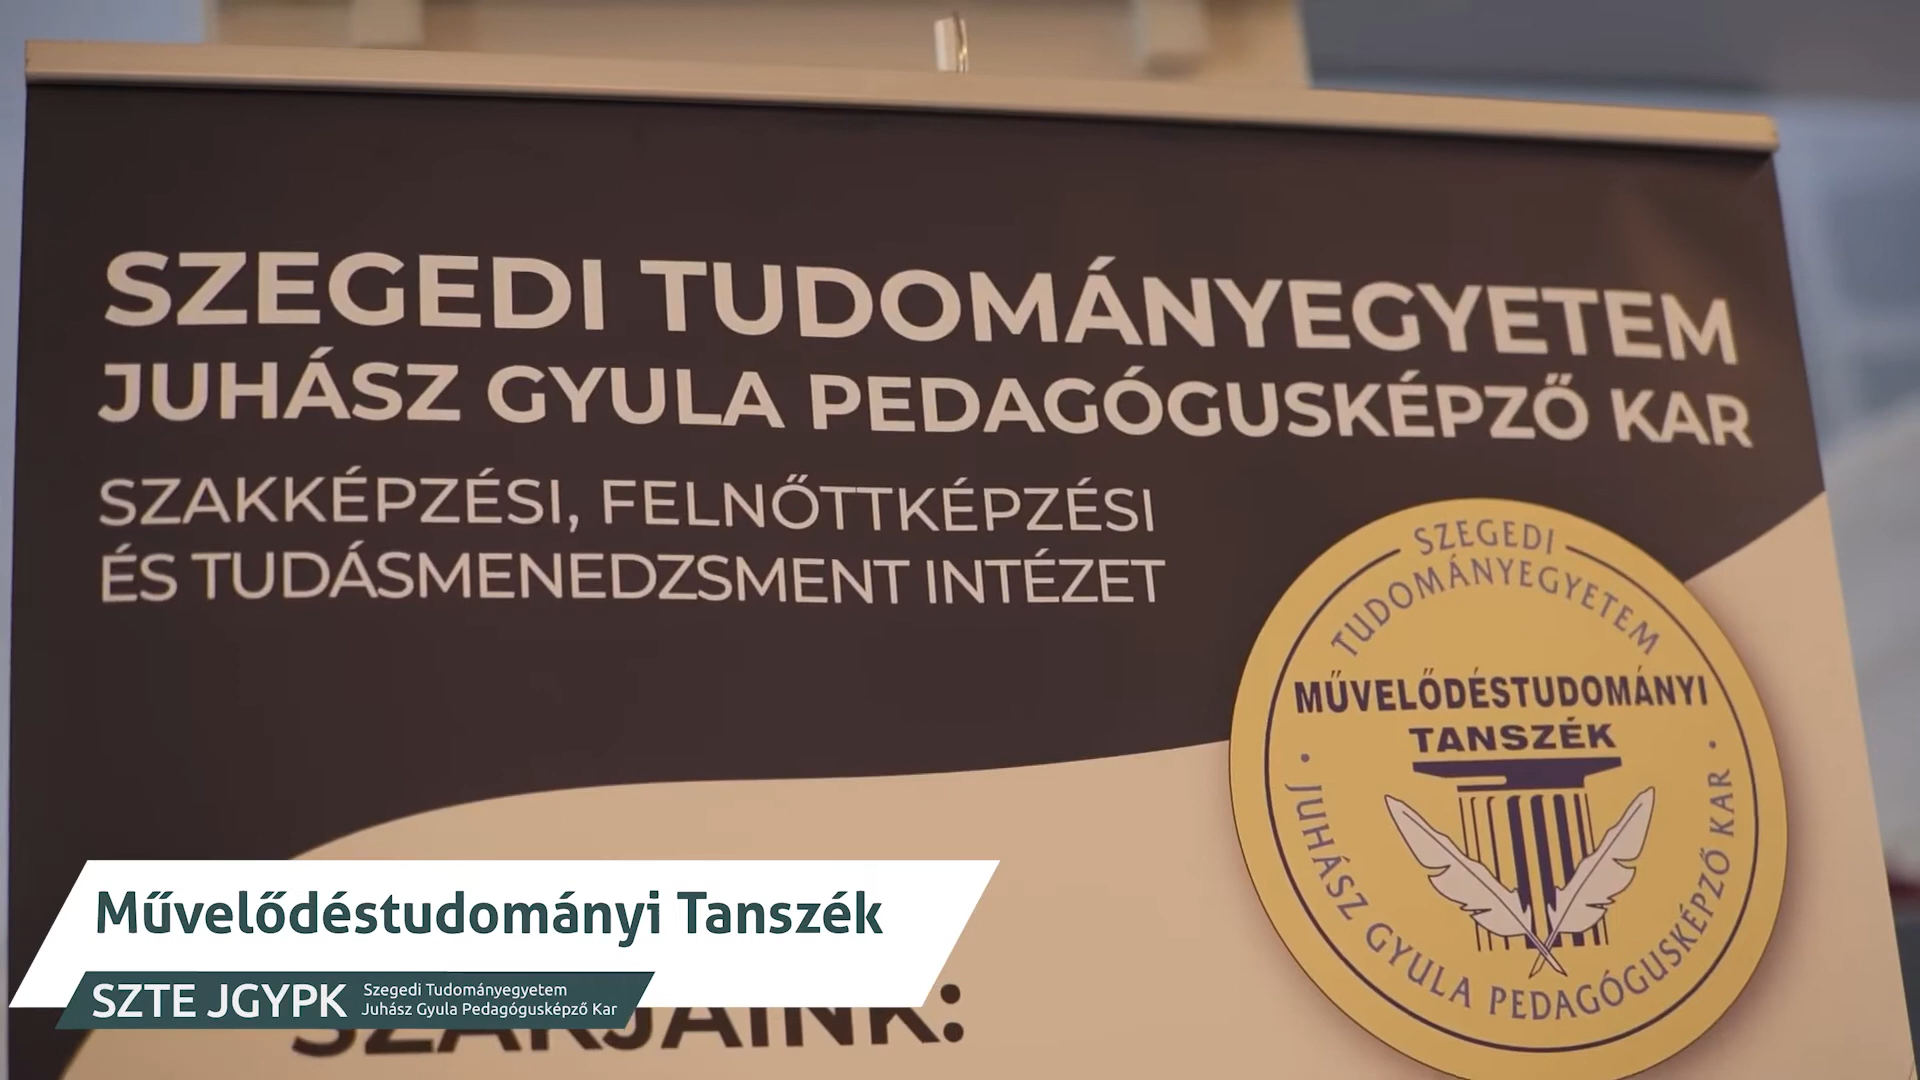 SZEGEDI TUDOMÁNYEGYETEM
JUHÁSZ GYULA PEDAGÓGUSKÉPZŐ KAR
SZAKKÉPZÉSI, FELNŐTTKÉPZÉSI
ÉS TUDÁSMENEDZSMENT INTÉZET
SZEGEDI
TUDOMÁNYEGYETEM
MŰVELŐDÉSTUDOMÁNYI
TANSZÉK
JUHÁSZ GYULA PEDAGÓGUSKÉPZŐ KAR
Művelődéstudományi Tanszék
SZTE JGYPK
Szegedi Tudományegyetem
Juhász Gyula Pedagógusképző Kar
SZAKJAINK: